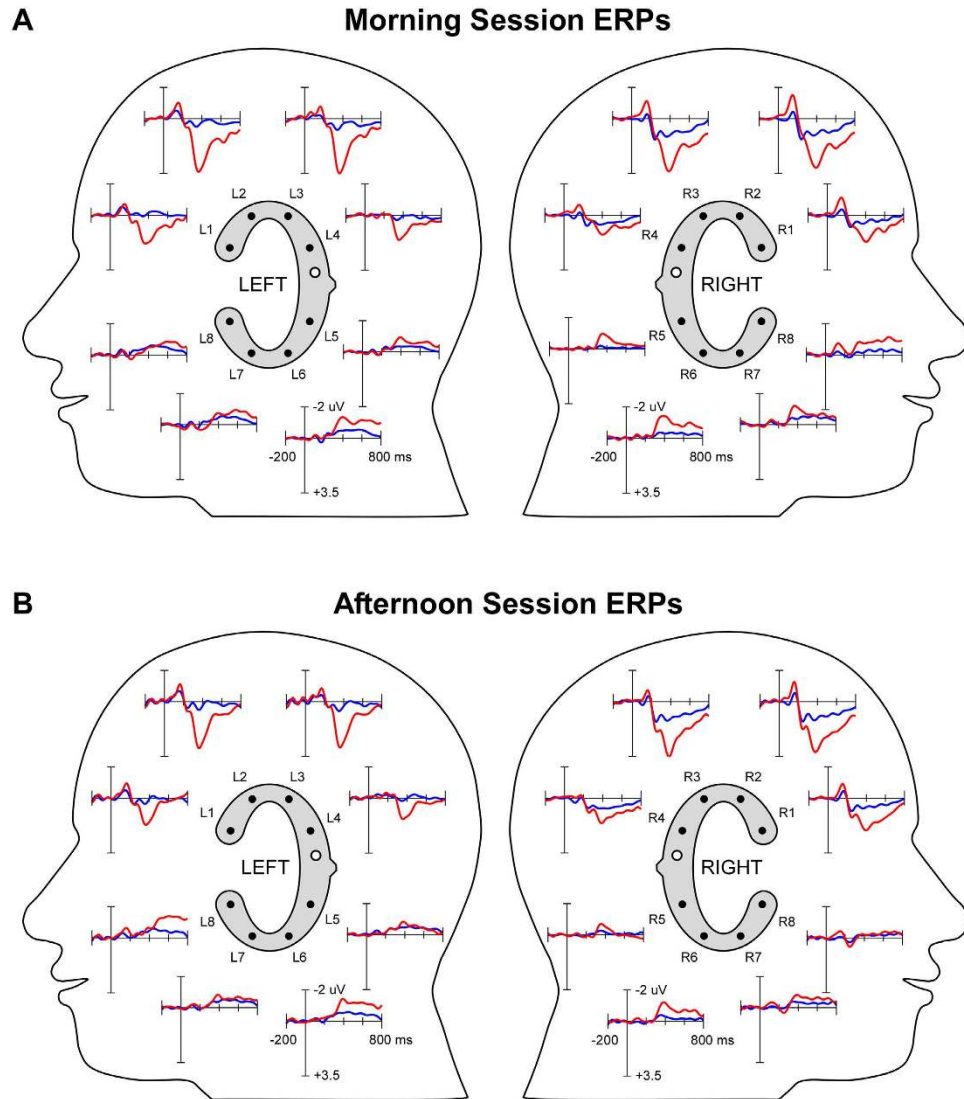 A
Morning Session ERPs
L2 L3
R3 R2
L1 L4
R4 R1
LEFT
RIGHT
L8 L5
R5 R8
L7 L6
R6 R7
-2 uV
-2 uV
-200 800 ms
-200 800 ms
+3.5
+3.5
B
Afternoon Session ERPs
L2 L3
R3 R2
L1 L4
R4 R1
LEFT
RIGHT
L8 L5
R5 R8
L7 L6
R6 R7
-2 uV
-2 uV
-200 800 ms
-200 800 ms
+3.5
+3.5